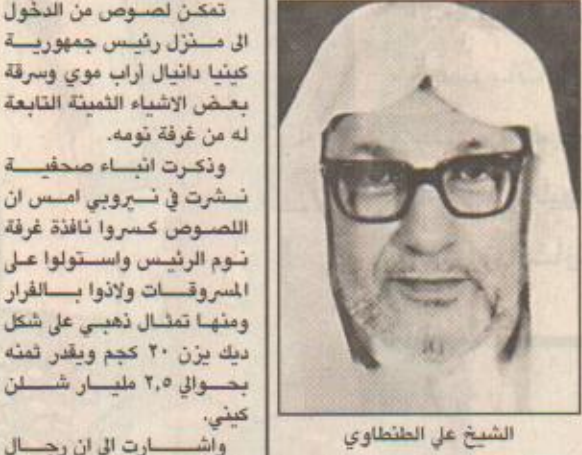 تمكن لصوص من الدخول
الى منزل رئيس جمهورية
كينيا دانيال أراب موي وسرقة
بعض الاشياء الثمينة التابعة
له من غرفة نومه.
وذكرت انباء صحفية
نشرت في نيروبي امس ان
اللصوص كسروا نافذة غرفة
نوم الرئيس واستولوا على
المسروقات ولاذوا بالفرار
ومنها تمثال ذهبي على شكل
ديك يزن ٢٠ كجم ويقدر ثمنه
بحوالي ٢,٥ مليار شلن
كيني.
واشارت الى ان رجال
الشيخ علي الطنطاوي